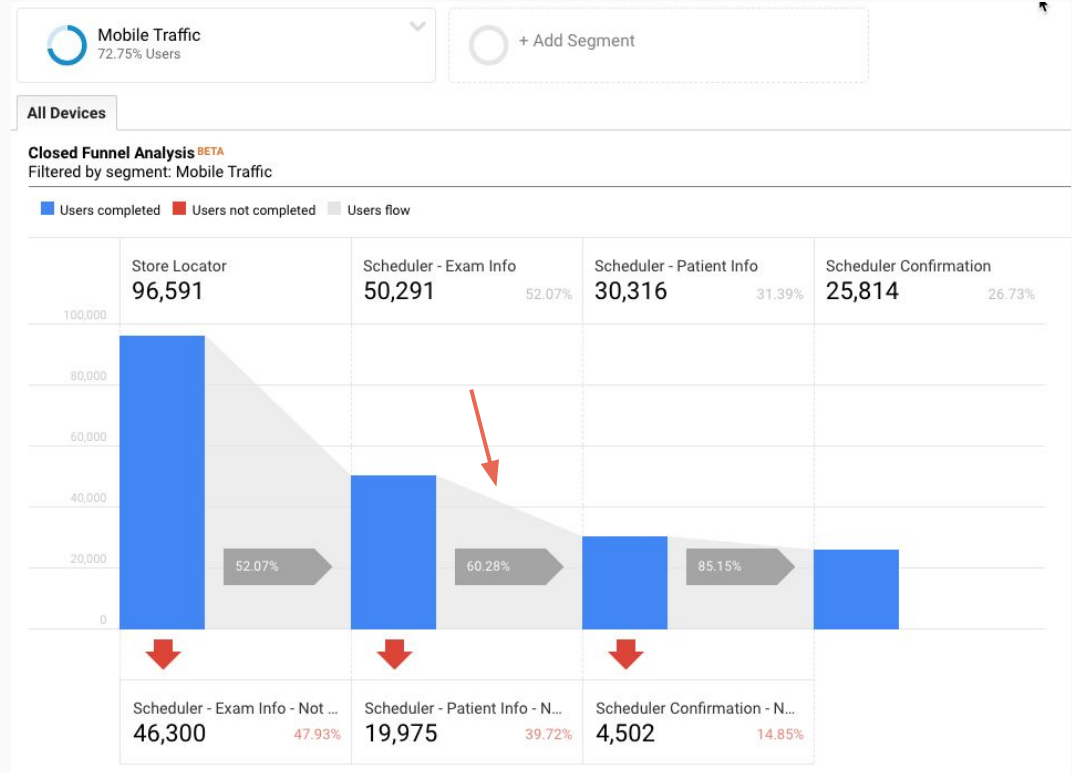 Mobile Traffic
72.75% Users
+ Add Segment
All Devices
Closed Funnel Analysis BETA
Filtered by segment: Mobile Traffic
Users completed Users not completed Users flow
Store Locator Scheduler - Exam Info Scheduler - Patient Info Scheduler Confirmation
96,591 50,291 52.07% 30,316 31.39% 25,814 26.73%
100,000
80,000
60,000
40,000
20,000
52.07% 60.28% 85.15%
0
Scheduler - Exam Info - Not ... Scheduler - Patient Info - N... Scheduler Confirmation - N...
46,300 47.93% 19,975 39.72% 4,502 14.85%